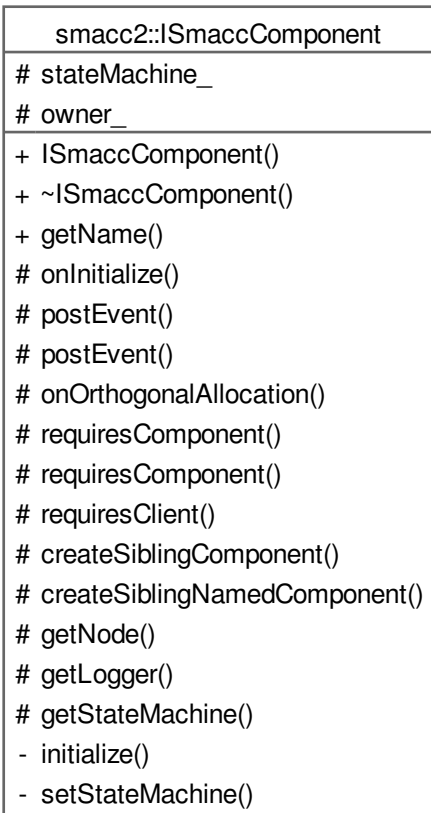 smacc2::ISmaccComponent
# stateMachine_
# owner_
+ ISmaccComponent()
+ ~ISmaccComponent()
+ getName()
# onInitialize()
# postEvent()
# postEvent()
# onOrthogonalAllocation()
# requiresComponent()
# requiresComponent()
# requiresClient()
# createSiblingComponent()
# createSiblingNamedComponent()
# getNode()
# getLogger()
# getStateMachine()
- initialize()
- setStateMachine()